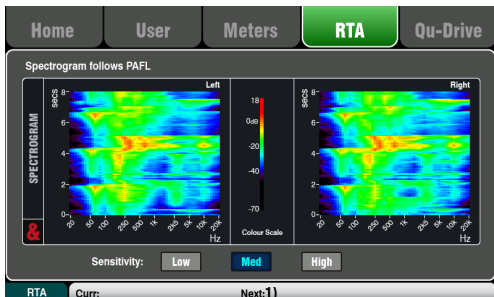 Home User Meters RTA Qu-Drive
Spectrogram follows PAFL
SPECTROGRAM
&
secs
8
6
4
2
0
Left
20 50 100 250 500 1K 2K5 5K 10K 20K
Hz
18
0dB
-20
-40
-70
Colour Scale
secs
8
6
4
2
0
Right
20 50 100 250 500 1K 2K5 5K 10K 20K
Hz
Sensitivity: Low Med High
RTA Curr: Next:1)